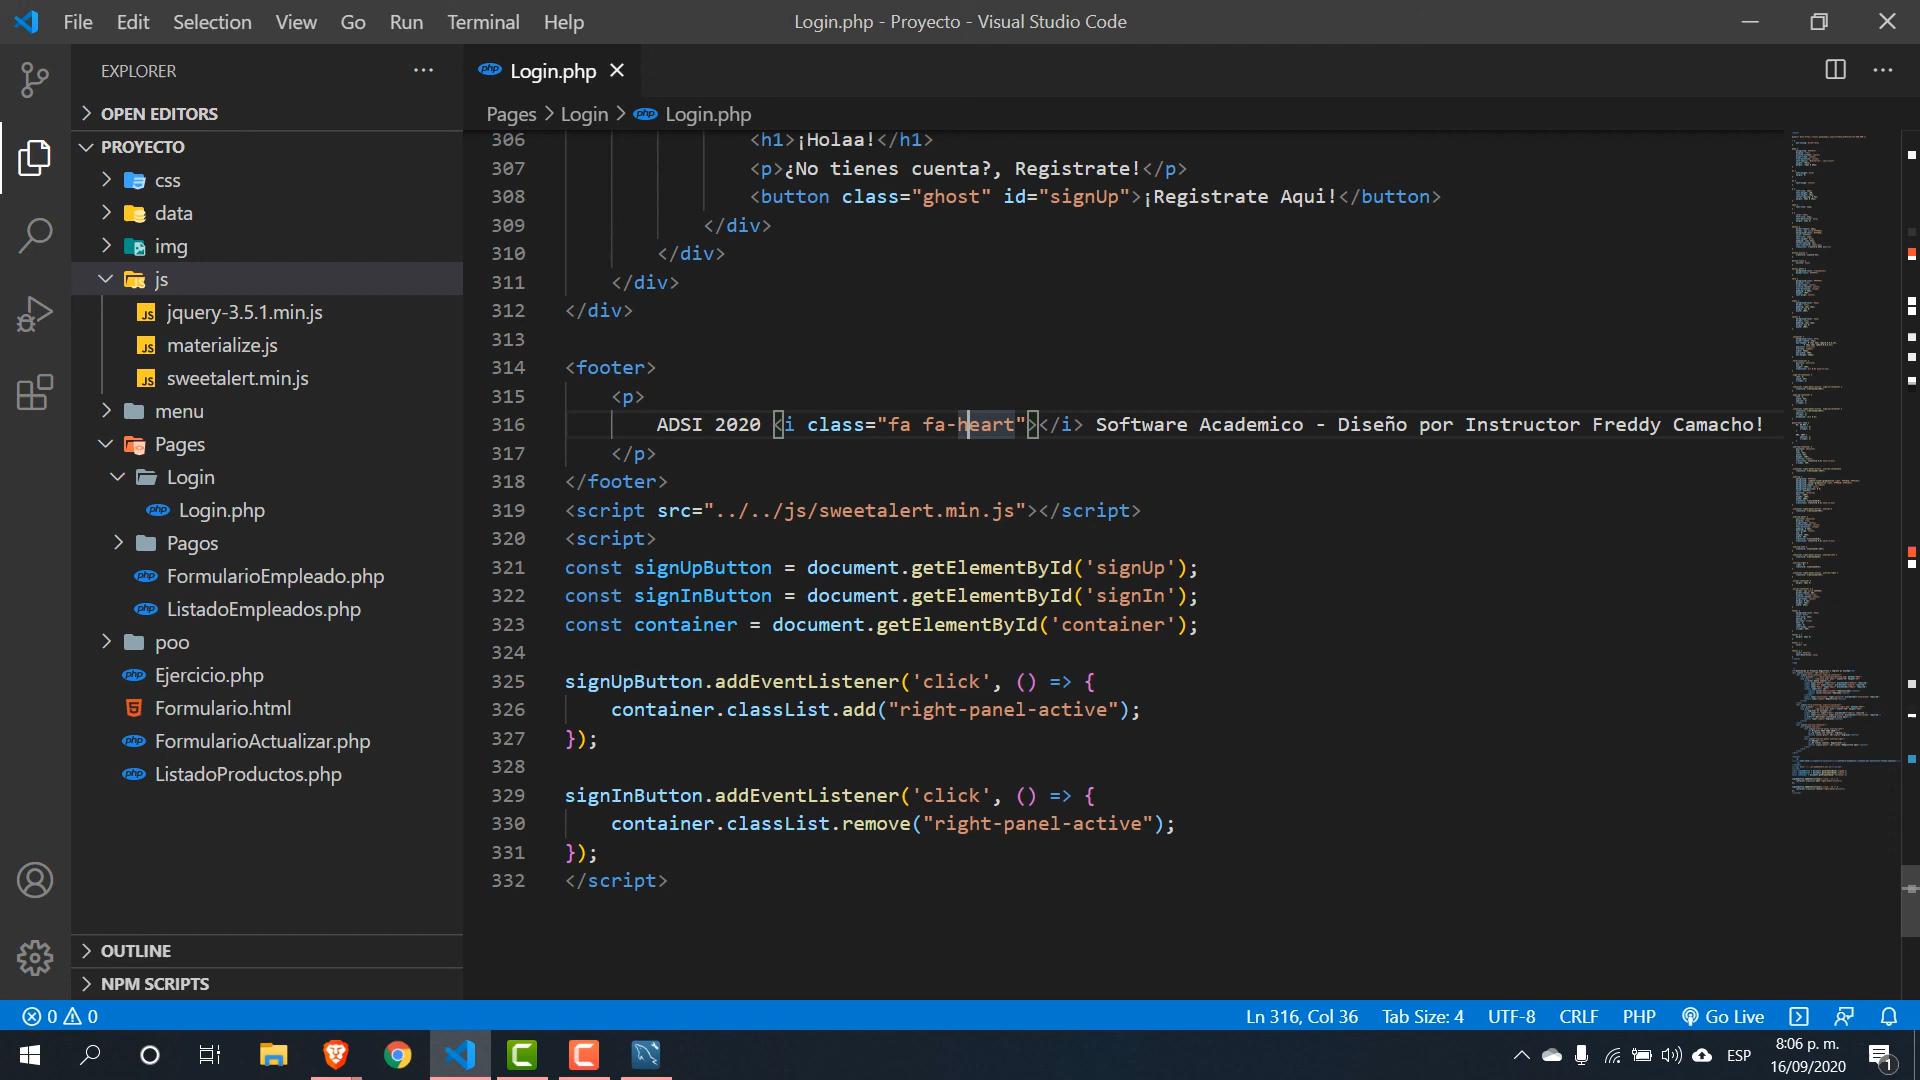 File Edit Selection View Go Run Terminal Help
Login.php - Proyecto - Visual Studio Code
EXPLORER
OPEN EDITORS
PROYECTO
css
data
img
js
jquery-3.5.1.min.js
materialize.js
sweetalert.min.js
menu
Pages
Login
Login.php
Pagos
FormularioEmpleado.php
ListadoEmpleados.php
poo
Ejercicio.php
Formulario.html
FormularioActualizar.php
ListadoProductos.php
OUTLINE
NPM SCRIPTS
Login.php
Pages > Login > Login.php
306 <h1>¡Holaa!</h1>
307 <p>¿No tienes cuenta?, Registrate!</p>
308 <button class="ghost" id="signUp">¡Registrate Aqui!</button>
309 </div>
310 </div>
311 </div>
312 </div>
313
314 <footer>
315 <p>
316 ADSI 2020 <i class="fa fa-heart"></i> Software Academico - Diseño por Instructor Freddy Camacho!
317 </p>
318 </footer>
319 <script src="../../js/sweetalert.min.js"></script>
320 <script>
321 const signUpButton = document.getElementById('signUp');
322 const signInButton = document.getElementById('signIn');
323 const container = document.getElementById('container');
324
325 signUpButton.addEventListener('click', () => {
326 container.classList.add("right-panel-active");
327 });
328
329 signInButton.addEventListener('click', () => {
330 container.classList.remove("right-panel-active");
331 });
332 </script>
0 0
Ln 316, Col 36 Tab Size: 4 UTF-8 CRLF PHP Go Live
ESP
8:06 p. m.
16/09/2020
1